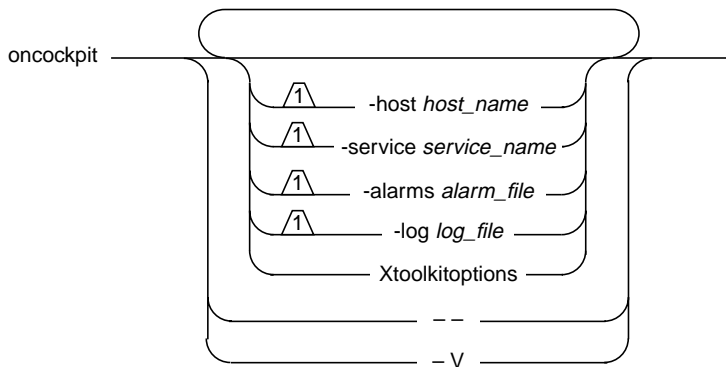 oncockpit
1 -host host_name
1 -service service_name
1 -alarms alarm_file
1 -log log_file
Xtoolkitoptions
– –
– V